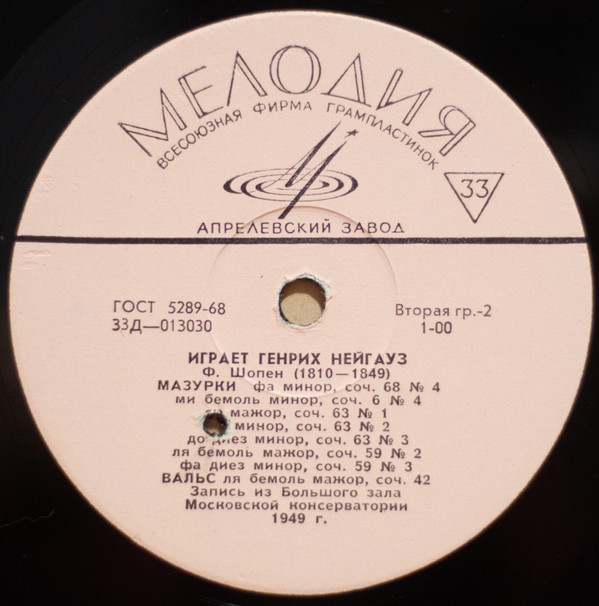 МЕЛОДИЯ
ВСЕСОЮЗНАЯ ФИРМА ГРАМПЛАСТИНОК
33
АПРЕЛЕВСКИЙ ЗАВОД
ГОСТ 5289-68
Вторая гр.-2
33Д—013030
1-00
ИГРАЕТ ГЕНРИХ НЕЙГАУЗ
Ф. Шопен (1810—1849)
МАЗУРКИ фа минор, соч. 68 № 4
ми бемоль минор, соч. 6 № 4
мажор, соч. 63 № 1
минор, соч. 63 № 2
до диез минор, соч. 63 № 3
ля бемоль мажор, соч. 59 № 2
фа диез минор, соч. 59 № 3
ВАЛЬС ля бемоль мажор, соч. 42
Запись из Большого зала
Московской консерватории
1949 г.